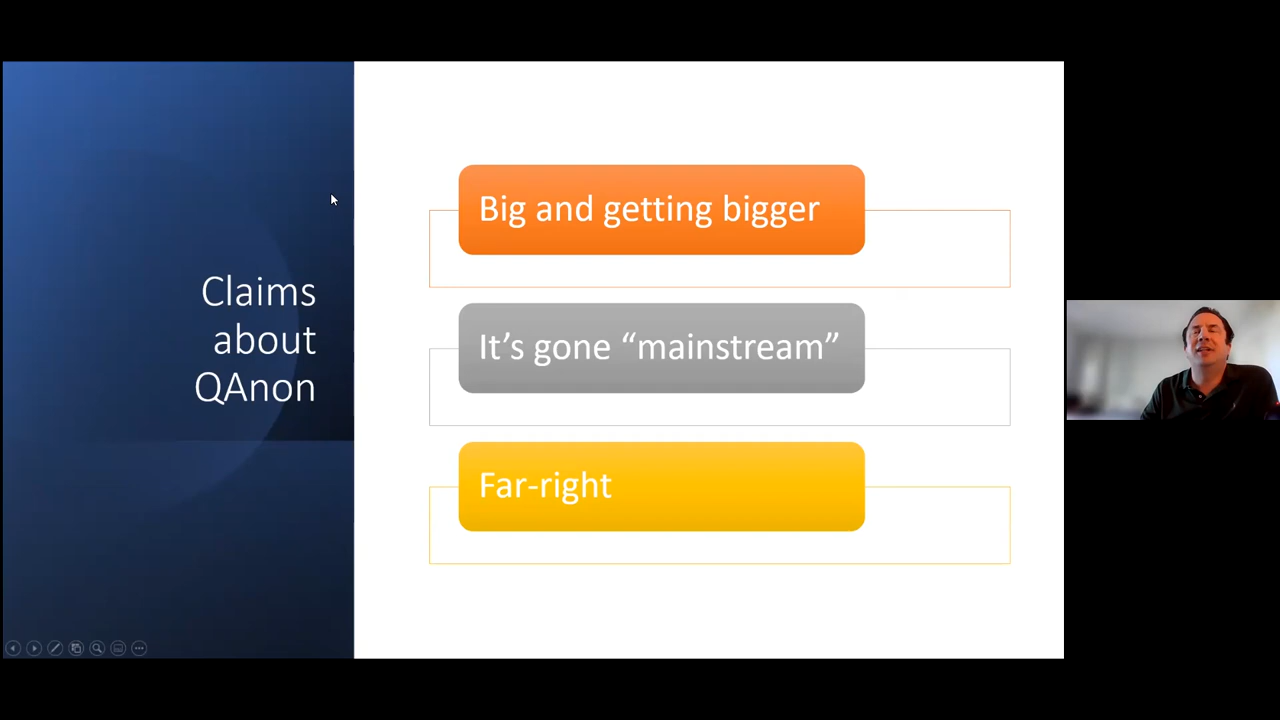 Claims
about
QAnon
Big and getting bigger
It’s gone “mainstream”
Far-right